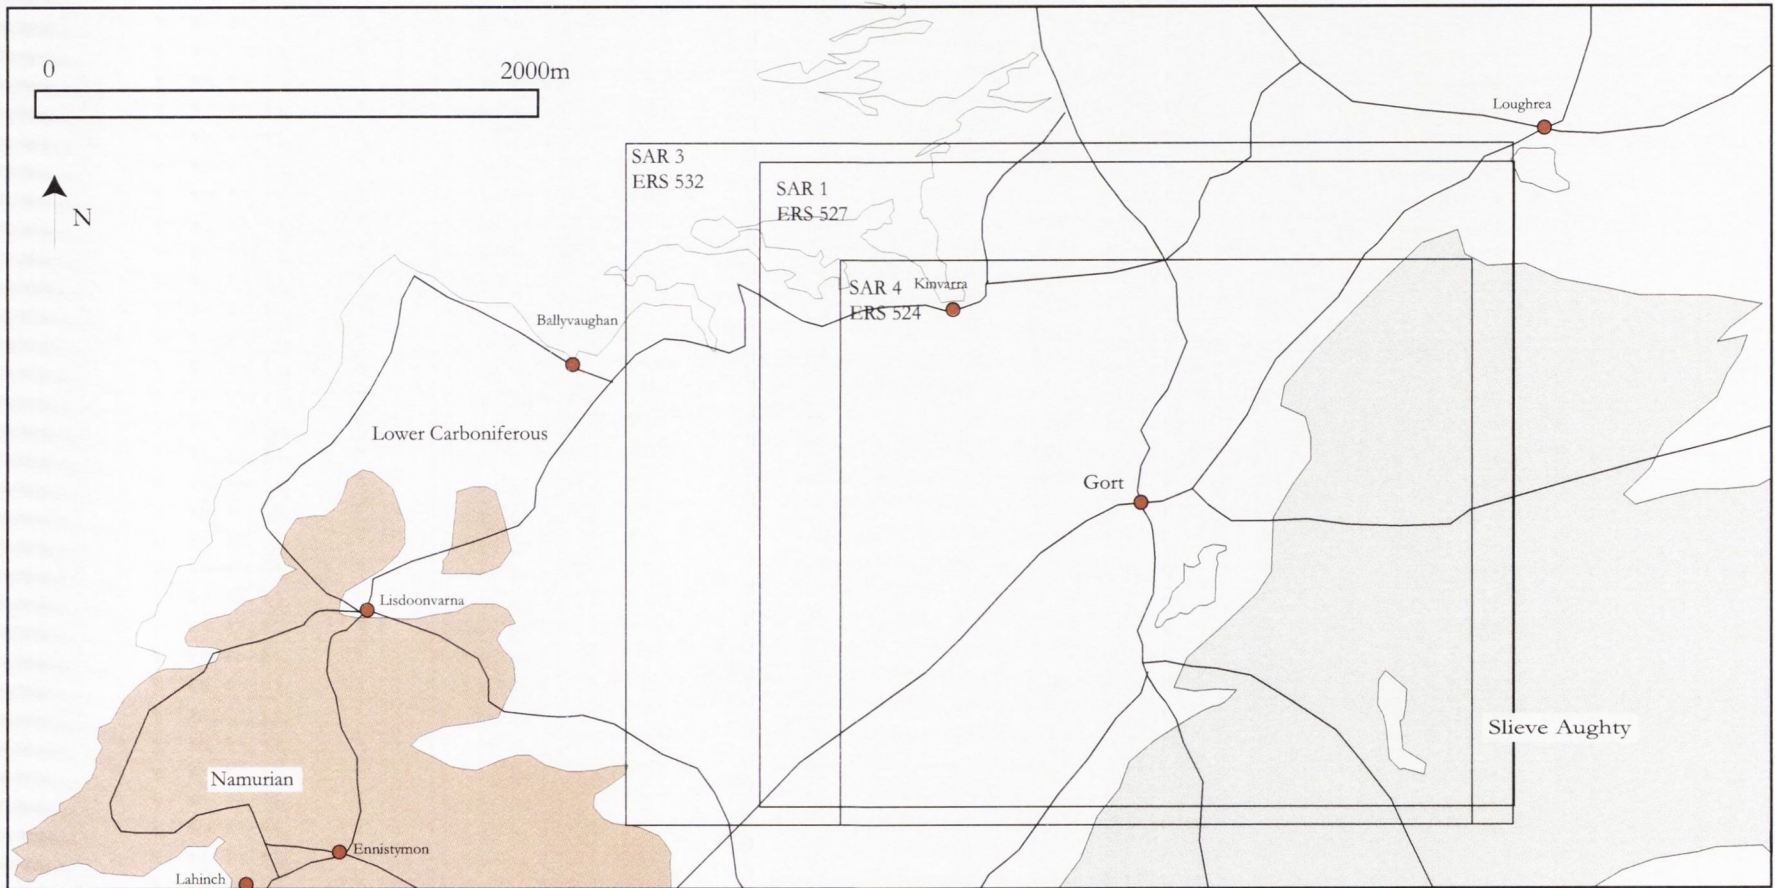 0
2000m
N
Loughrea
SAR 3
ERS 532
SAR 1
ERS 527
SAR 4
ERS 524
Kinvarra
Ballyvaughan
Lower Carboniferous
Gort
Lisdoonvarna
Slieve Aughty
Namurian
Ennistymon
Lahinch